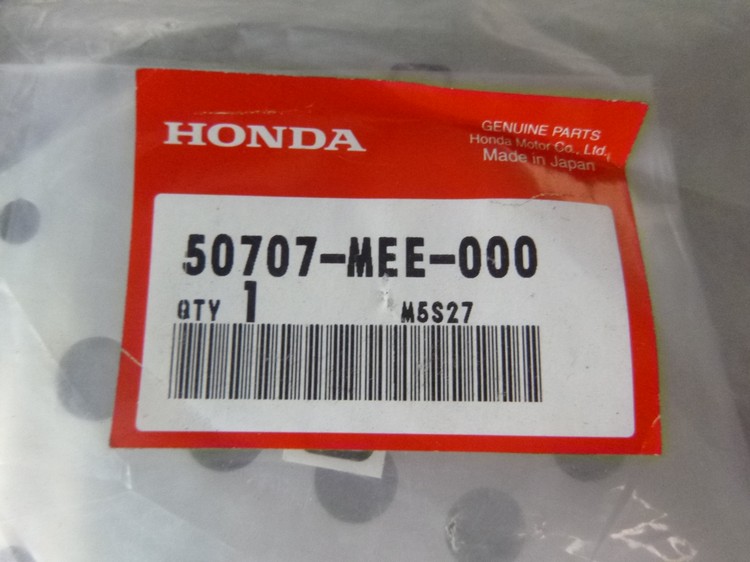 HONDA
GENUINE PARTS
Honda Motor Co., Ltd.
Made in Japan
50707-MEE-000
QTY 1 M5S27